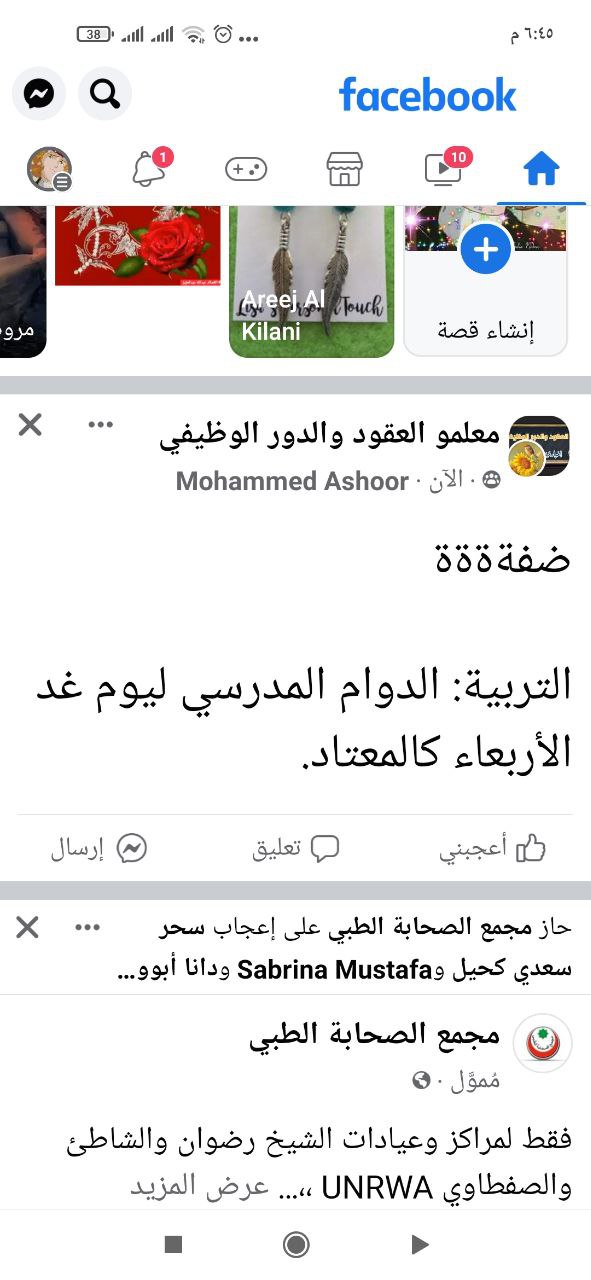 38
٦:٤٥ م
facebook
1
10
Areej Al
Kilani
إنشاء قصة
معلمو العقود والدور الوظيفي
Mohammed Ashoor · الآن ·
ضفةةةة
التربية: الدوام المدرسي ليوم غد
الأربعاء كالمعتاد.
أعجبني
تعليق
إرسال
حاز مجمع الصحابة الطبي على إعجاب سحر
سعدي كحيل وSabrina Mustafa ودانا أبوو...
مجمع الصحابة الطبي
مُموَّل ·
فقط لمراكز وعيادات الشيخ رضوان والشاطئ
والصفطاوي UNRWA ،،... عرض المزيد